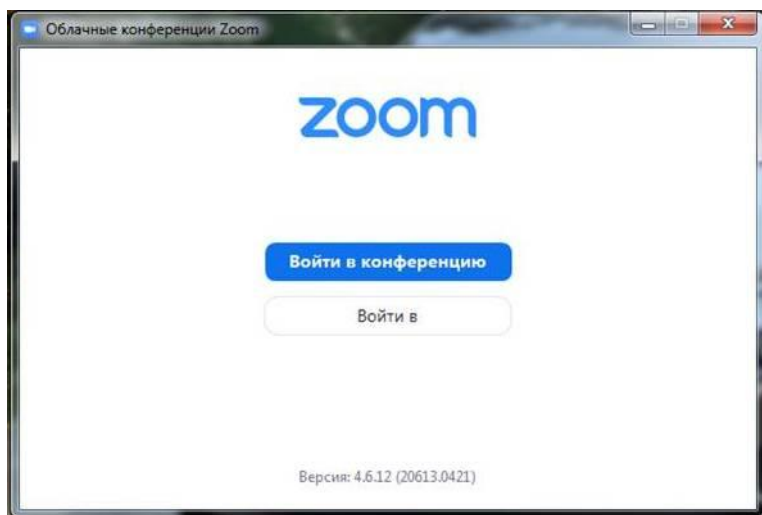 Облачные конференции Zoom
zoom
Войти в конференцию
Войти в
Версия: 4.6.12 (20613.0421)